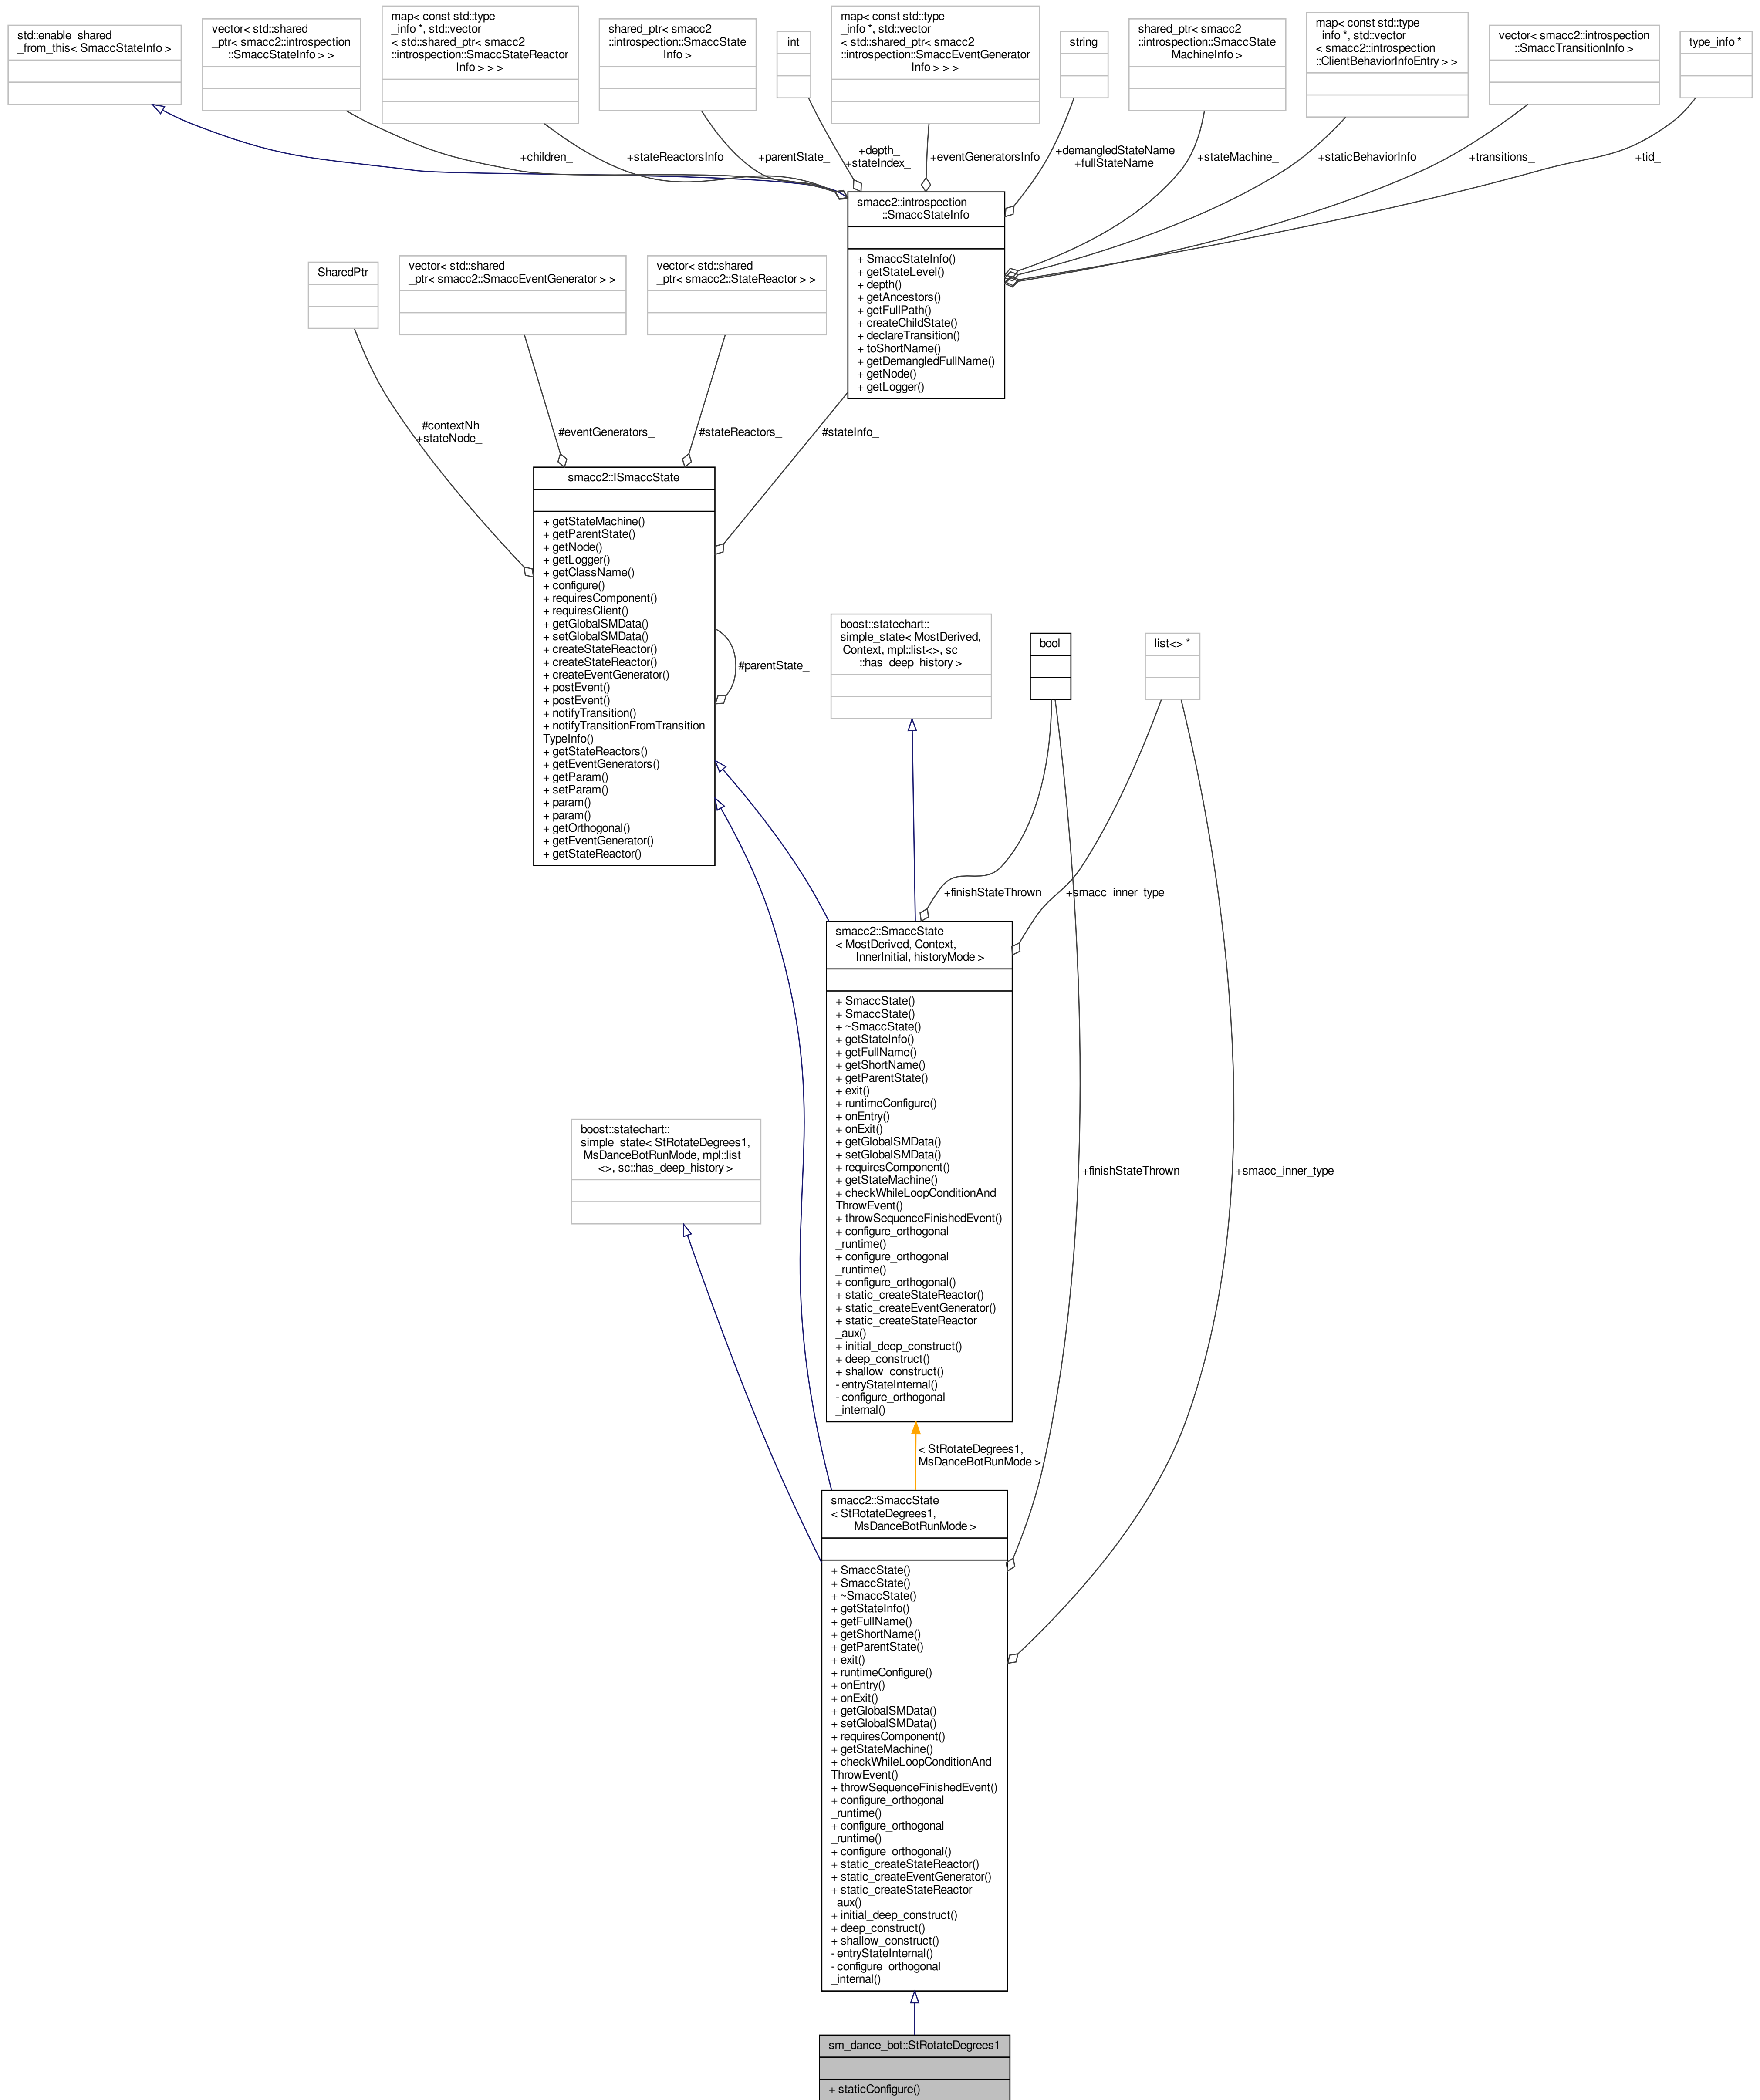 std::enable_shared
_from_this< SmaccStateInfo >
vector< std::shared
_ptr< smacc2::introspection
::SmaccStateInfo > >
map< const std::type
_info *, std::vector
< std::shared_ptr< smacc2
::introspection::SmaccStateReactor
Info > > >
shared_ptr< smacc2
::introspection::SmaccState
Info >
int
map< const std::type
_info *, std::vector
< std::shared_ptr< smacc2
::introspection::SmaccEventGenerator
Info > > >
string
shared_ptr< smacc2
::introspection::SmaccState
MachineInfo >
map< const std::type
_info *, std::vector
< smacc2::introspection
::ClientBehaviorInfoEntry > >
vector< smacc2::introspection
::SmaccTransitionInfo >
type_info *
+children_
+stateReactorsInfo
+parentState_
+depth_
+stateIndex_
+eventGeneratorsInfo
+demangledStateName
+fullStateName
+stateMachine_
+staticBehaviorInfo
+transitions_
+tid_
smacc2::introspection
::SmaccStateInfo
+ SmaccStateInfo()
+ getStateLevel()
+ depth()
+ getAncestors()
+ getFullPath()
+ createChildState()
+ declareTransition()
+ toShortName()
+ getDemangledFullName()
+ getNode()
+ getLogger()
SharedPtr
vector< std::shared
_ptr< smacc2::SmaccEventGenerator > >
vector< std::shared
_ptr< smacc2::StateReactor > >
#contextNh
+stateNode_
#eventGenerators_
#stateReactors_
#stateInfo_
smacc2::ISmaccState
+ getStateMachine()
+ getParentState()
+ getNode()
+ getLogger()
+ getClassName()
+ configure()
+ requiresComponent()
+ requiresClient()
+ getGlobalSMData()
+ setGlobalSMData()
+ createStateReactor()
+ createStateReactor()
+ createEventGenerator()
+ postEvent()
+ postEvent()
+ notifyTransition()
+ notifyTransitionFromTransition
TypeInfo()
+ getStateReactors()
+ getEventGenerators()
+ getParam()
+ setParam()
+ param()
+ param()
+ getOrthogonal()
+ getEventGenerator()
+ getStateReactor()
#parentState_
boost::statechart::
simple_state< MostDerived,
Context, mpl::list<>, sc
::has_deep_history >
bool
list<> *
+finishStateThrown
+smacc_inner_type
smacc2::SmaccState
< MostDerived, Context,
InnerInitial, historyMode >
+ SmaccState()
+ SmaccState()
+ ~SmaccState()
+ getStateInfo()
+ getFullName()
+ getShortName()
+ getParentState()
+ exit()
+ runtimeConfigure()
+ onEntry()
+ onExit()
+ getGlobalSMData()
+ setGlobalSMData()
+ requiresComponent()
+ getStateMachine()
+ checkWhileLoopConditionAnd
ThrowEvent()
+ throwSequenceFinishedEvent()
+ configure_orthogonal
_runtime()
+ configure_orthogonal
_runtime()
+ configure_orthogonal()
+ static_createStateReactor()
+ static_createEventGenerator()
+ static_createStateReactor
_aux()
+ initial_deep_construct()
+ deep_construct()
+ shallow_construct()
- entryStateInternal()
- configure_orthogonal
_internal()
boost::statechart::
simple_state< StRotateDegrees1,
MsDanceBotRunMode, mpl::list
<>, sc::has_deep_history >
+finishStateThrown
+smacc_inner_type
< StRotateDegrees1,
MsDanceBotRunMode >
smacc2::SmaccState
< StRotateDegrees1,
MsDanceBotRunMode >
+ SmaccState()
+ SmaccState()
+ ~SmaccState()
+ getStateInfo()
+ getFullName()
+ getShortName()
+ getParentState()
+ exit()
+ runtimeConfigure()
+ onEntry()
+ onExit()
+ getGlobalSMData()
+ setGlobalSMData()
+ requiresComponent()
+ getStateMachine()
+ checkWhileLoopConditionAnd
ThrowEvent()
+ throwSequenceFinishedEvent()
+ configure_orthogonal
_runtime()
+ configure_orthogonal
_runtime()
+ configure_orthogonal()
+ static_createStateReactor()
+ static_createEventGenerator()
+ static_createStateReactor
_aux()
+ initial_deep_construct()
+ deep_construct()
+ shallow_construct()
- entryStateInternal()
- configure_orthogonal
_internal()
sm_dance_bot::StRotateDegrees1
+ staticConfigure()